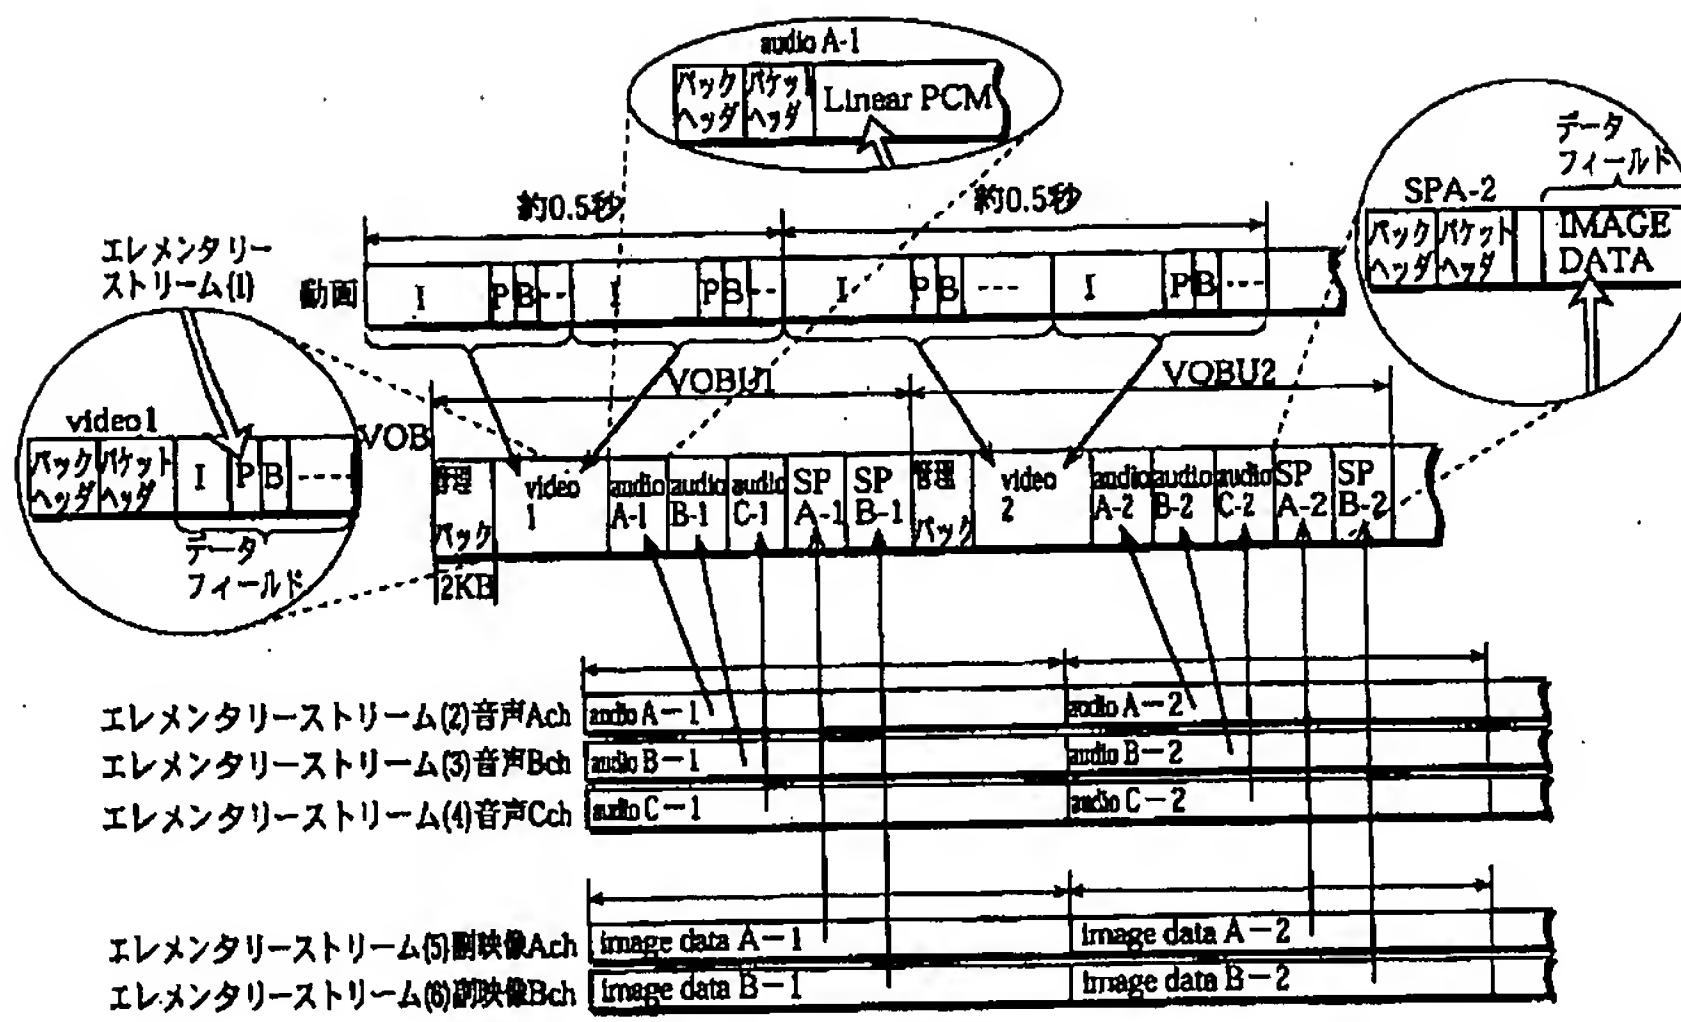 audio A-1
パック パケット Linear PCM
ヘッダ ヘッダ
データ
フィールド
SPA-2
パック パケット IMAGE
ヘッダ ヘッダ DATA
約0.5秒 約0.5秒
エレメンタリー
ストリーム(1)
動画 I P B --- I P B --- I P B --- I P B ---
VOBU1 VOBU2
video1
パック パケット I P B ----
ヘッダ ヘッダ
データ
フィールド
VOB
管理 video audio audio audio SP SP 管理 video audio audio audio SP SP
パック 1 A-1 B-1 C-1 A-1 B-1 パック 2 A-2 B-2 C-2 A-2 B-2
2KB
エレメンタリーストリーム(2)音声Ach audio A-1 audio A-2
エレメンタリーストリーム(3)音声Bch audio B-1 audio B-2
エレメンタリーストリーム(4)音声Cch audio C-1 audio C-2
エレメンタリーストリーム(5)副映像Ach image data A-1 image data A-2
エレメンタリーストリーム(6)副映像Bch image data B-1 image data B-2